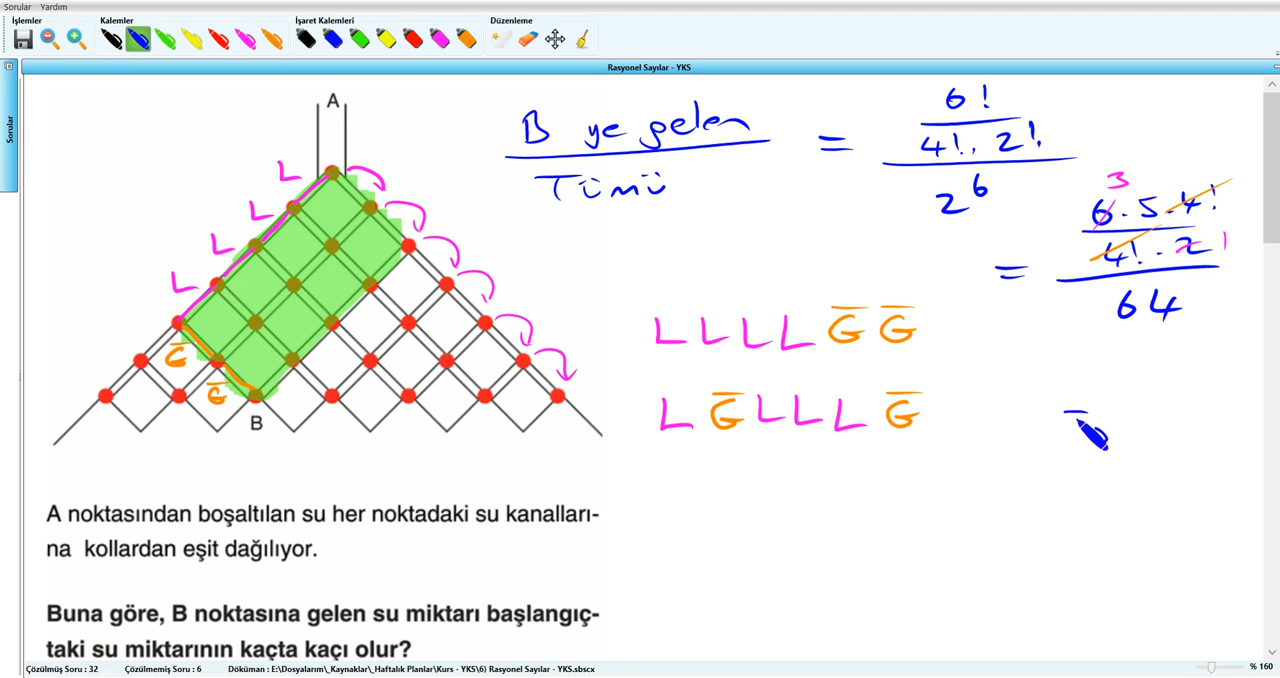 Sorular Yardım
İşlemler Kalemler İşaret Kalemleri Düzenleme
Rasyonel Sayılar - YKS
Sorular
A
B ye gelen
Tümü
=
6!
4!. 2!
2^6
3
6 . 5 . 4!
4! . 2! 1
=
64
L
L
L
L
G̅
G̅
B
L L L L G̅ G̅
L G̅ L L L G̅
A noktasından boşaltılan su her noktadaki su kanalları-
na kollardan eşit dağılıyor.
Buna göre, B noktasına gelen su miktarı başlangıç-
taki su miktarının kaçta kaçı olur?
Çözülmüş Soru : 32 Çözülmemiş Soru : 6 Döküman : E:\Dosyalarım\_Kaynaklar\_Haftalık Planlar\Kurs - YKS\6) Rasyonel Sayılar - YKS.sbscx % 160